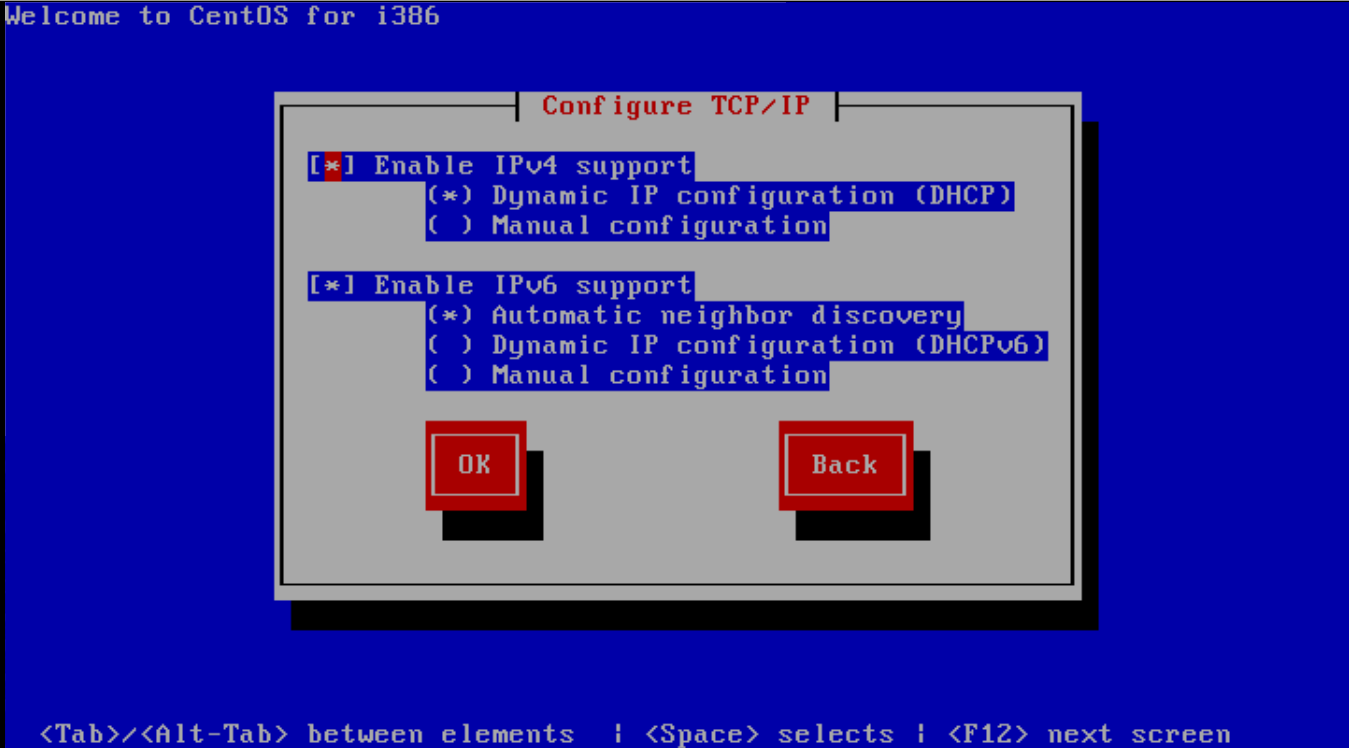 Welcome to CentOS for i386
Configure TCP/IP
[*] Enable IPv4 support
(*) Dynamic IP configuration (DHCP)
( ) Manual configuration
[*] Enable IPv6 support
(*) Automatic neighbor discovery
( ) Dynamic IP configuration (DHCPv6)
( ) Manual configuration
OK Back
<Tab>/<Alt-Tab> between elements | <Space> selects | <F12> next screen